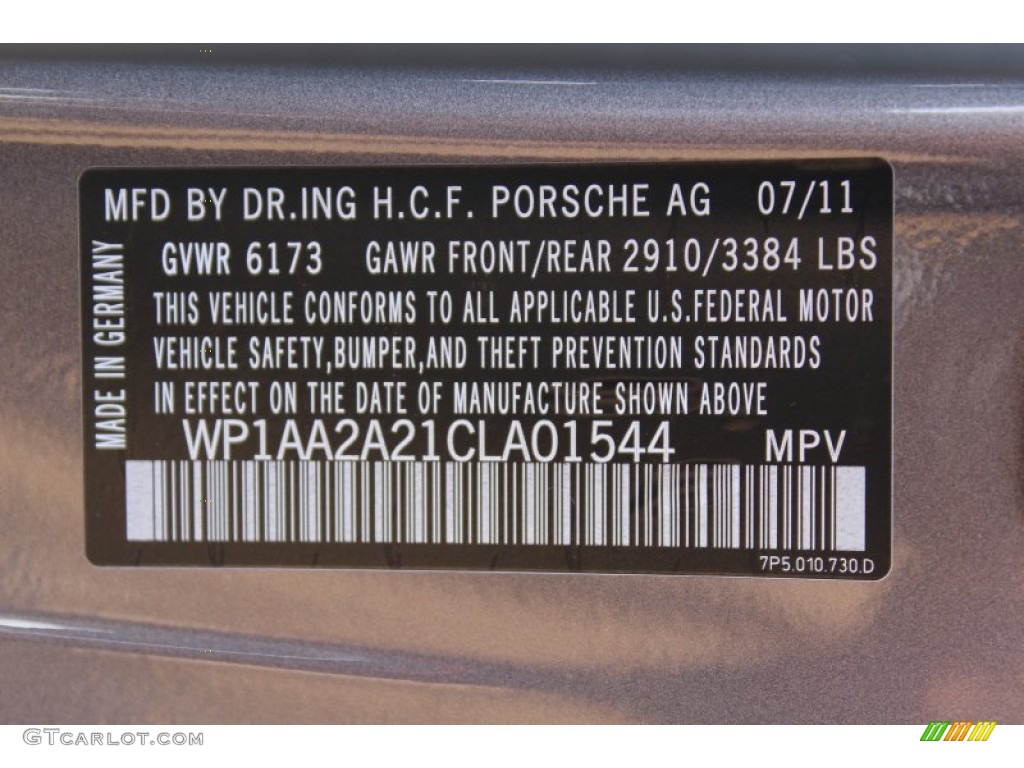 MFD BY DR.ING H.C.F. PORSCHE AG 07/11
GVWR 6173 GAWR FRONT/REAR 2910/3384 LBS
THIS VEHICLE CONFORMS TO ALL APPLICABLE U.S.FEDERAL MOTOR
VEHICLE SAFETY,BUMPER,AND THEFT PREVENTION STANDARDS
IN EFFECT ON THE DATE OF MANUFACTURE SHOWN ABOVE
MADE IN GERMANY
WP1AA2A21CLA01544 MPV
7P5.010.730.D
GTCARLOT.COM